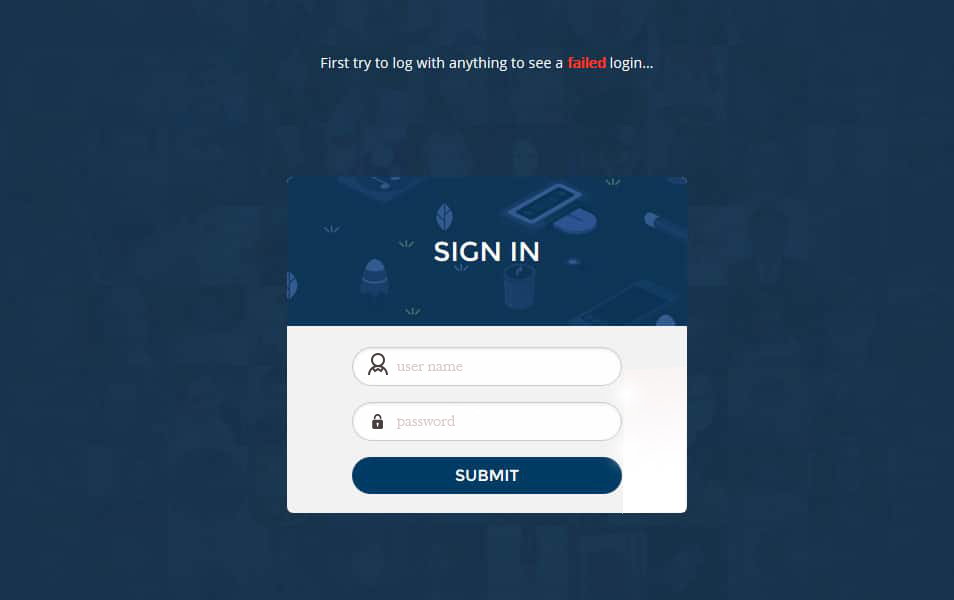 First try to log with anything to see a failed login...
SIGN IN
user name
password
SUBMIT